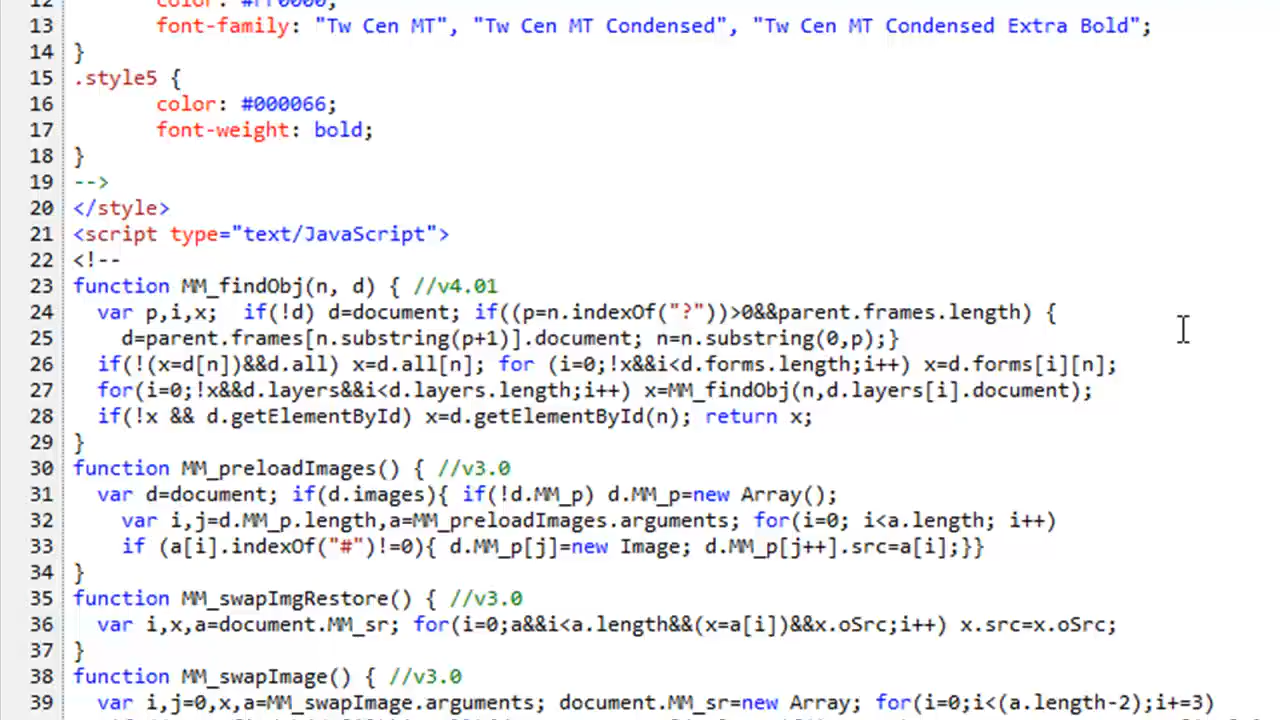 12 color: #ff0000;
13 font-family: "Tw Cen MT", "Tw Cen MT Condensed", "Tw Cen MT Condensed Extra Bold";
14 }
15 .style5 {
16 color: #000066;
17 font-weight: bold;
18 }
19 -->
20 </style>
21 <script type="text/JavaScript">
22 <!--
23 function MM_findObj(n, d) { //v4.01
24 var p,i,x;  if(!d) d=document; if((p=n.indexOf("?"))>0&&parent.frames.length) {
25 d=parent.frames[n.substring(p+1)].document; n=n.substring(0,p);}
26 if(!(x=d[n])&&d.all) x=d.all[n]; for (i=0;!x&&i<d.forms.length;i++) x=d.forms[i][n];
27 for(i=0;!x&&d.layers&&i<d.layers.length;i++) x=MM_findObj(n,d.layers[i].document);
28 if(!x && d.getElementById) x=d.getElementById(n); return x;
29 }
30 function MM_preloadImages() { //v3.0
31 var d=document; if(d.images){ if(!d.MM_p) d.MM_p=new Array();
32 var i,j=d.MM_p.length,a=MM_preloadImages.arguments; for(i=0; i<a.length; i++)
33 if (a[i].indexOf("#")!=0){ d.MM_p[j]=new Image; d.MM_p[j++].src=a[i];}}
34 }
35 function MM_swapImgRestore() { //v3.0
36 var i,x,a=document.MM_sr; for(i=0;a&&i<a.length&&(x=a[i])&&x.oSrc;i++) x.src=x.oSrc;
37 }
38 function MM_swapImage() { //v3.0
39 var i,j=0,x,a=MM_swapImage.arguments; document.MM_sr=new Array; for(i=0;i<(a.length-2);i+=3)